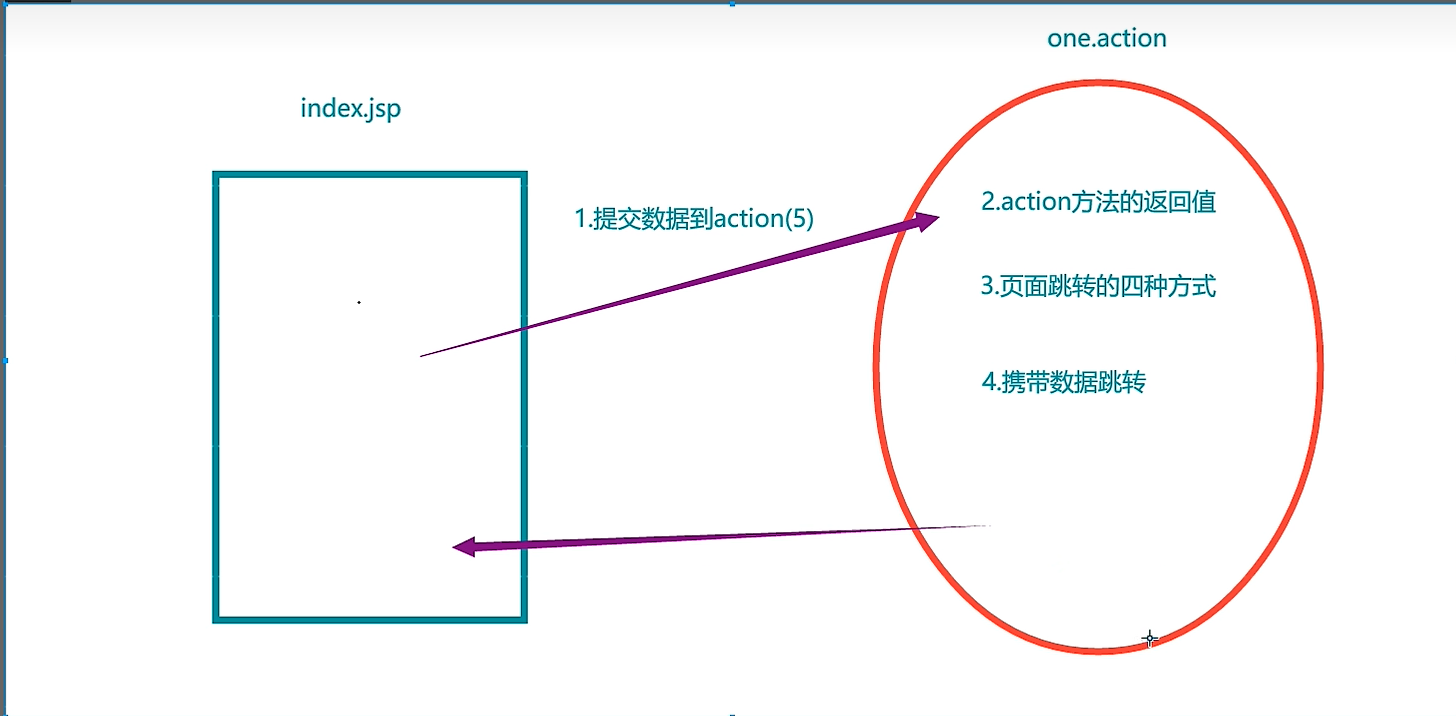 one.action
index.jsp
1.提交数据到action(5)
2.action方法的返回值
3.页面跳转的四种方式
4.携带数据跳转